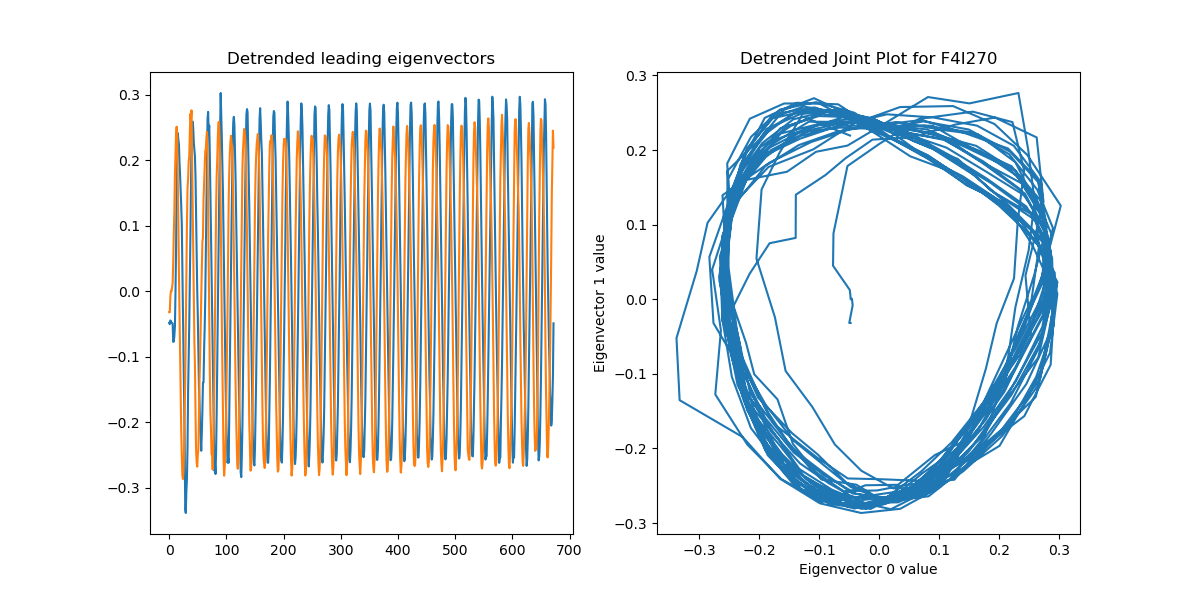 Detrended leading eigenvectors
0.3
0.2
0.1
0.0
−0.1
−0.2
−0.3
0 100 200 300 400 500 600 700
Detrended Joint Plot for F4I270
Eigenvector 1 value
0.3
0.2
0.1
0.0
−0.1
−0.2
−0.3
−0.3 −0.2 −0.1 0.0 0.1 0.2 0.3
Eigenvector 0 value